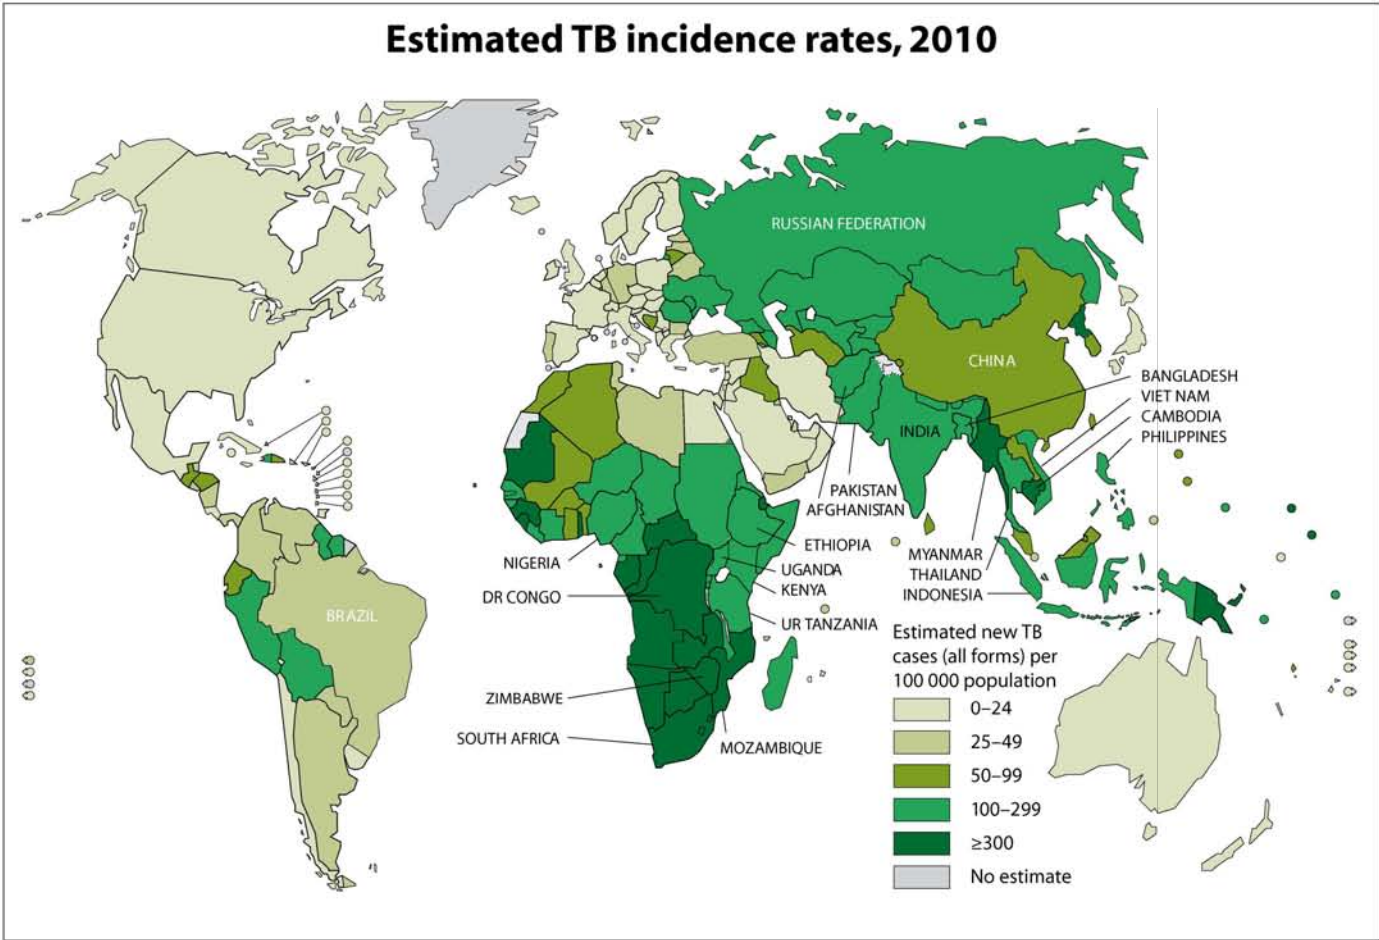 Estimated TB incidence rates, 2010
RUSSIAN FEDERATION
CHINA
BANGLADESH
VIET NAM
CAMBODIA
PHILIPPINES
INDIA
PAKISTAN
AFGHANISTAN
NIGERIA
ETHIOPIA
UGANDA
KENYA
DR CONGO
UR TANZANIA
MYANMAR
THAILAND
INDONESIA
BRAZIL
ZIMBABWE
SOUTH AFRICA
MOZAMBIQUE
Estimated new TB
cases (all forms) per
100 000 population
0–24
25–49
50–99
100–299
≥300
No estimate